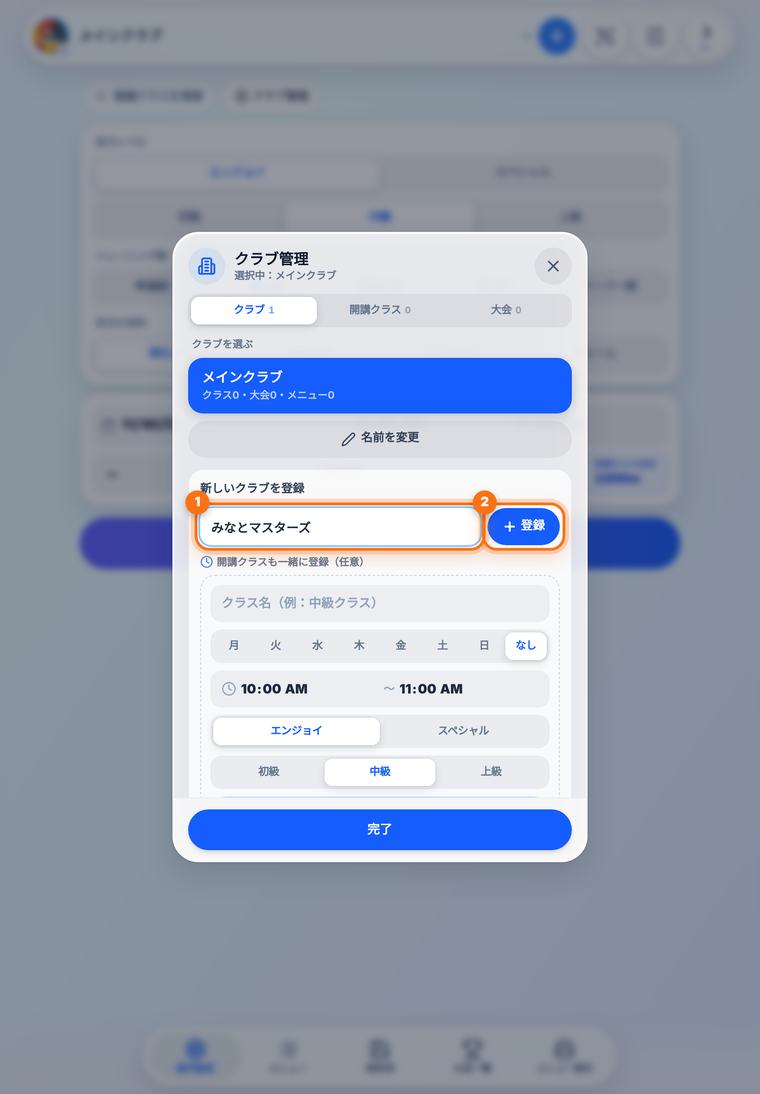 メインクラブ
クラブ管理
選択中：メインクラブ
クラブ 1
開講クラス 0
大会 0
クラブを選ぶ
メインクラブ
クラス0・大会0・メニュー0
名前を変更
新しいクラブを登録
1
2
みなとマスターズ
+ 登録
開講クラスも一緒に登録（任意）
クラス名（例：中級クラス）
月 火 水 木 金 土 日 なし
10:00 AM 〜 11:00 AM
エンジョイ スペシャル
初級 中級 上級
完了